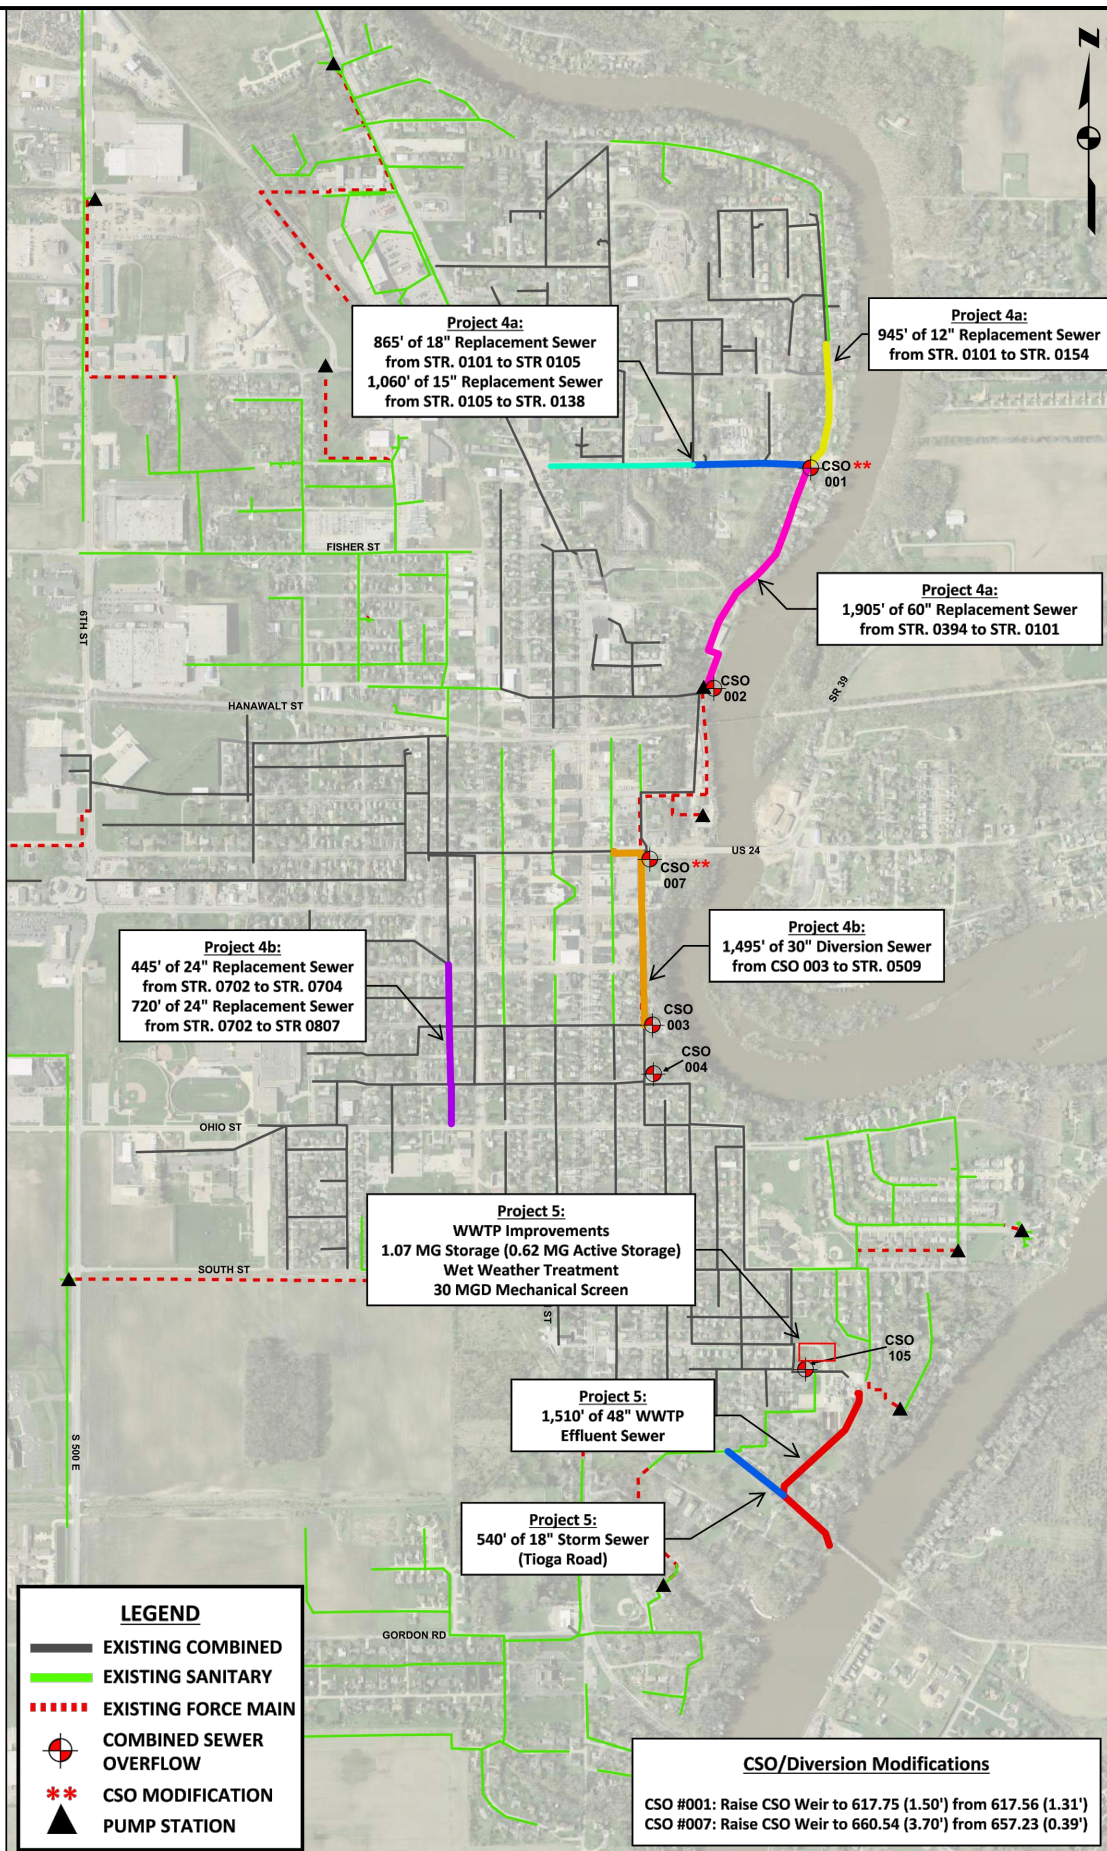 Z
Project 4a:
865' of 18" Replacement Sewer
from STR. 0101 to STR 0105
1,060' of 15" Replacement Sewer
from STR. 0105 to STR. 0138
Project 4a:
945' of 12" Replacement Sewer
from STR. 0101 to STR. 0154
CSO **
001
FISHER ST
6TH ST
Project 4a:
1,905' of 60" Replacement Sewer
from STR. 0394 to STR. 0101
CSO
002
SR 39
HANAWALT ST
US 24
CSO **
007
Project 4b:
1,495' of 30" Diversion Sewer
from CSO 003 to STR. 0509
Project 4b:
445' of 24" Replacement Sewer
from STR. 0702 to STR. 0704
720' of 24" Replacement Sewer
from STR. 0702 to STR 0807
CSO
003
CSO
004
OHIO ST
Project 5:
WWTP Improvements
1.07 MG Storage (0.62 MG Active Storage)
Wet Weather Treatment
30 MGD Mechanical Screen
SOUTH ST
ST
CSO
105
Project 5:
1,510' of 48" WWTP
Effluent Sewer
S 500 E
Project 5:
540' of 18" Storm Sewer
(Tioga Road)
GORDON RD
LEGEND
EXISTING COMBINED
EXISTING SANITARY
EXISTING FORCE MAIN
COMBINED SEWER
OVERFLOW
** CSO MODIFICATION
PUMP STATION
CSO/Diversion Modifications
CSO #001: Raise CSO Weir to 617.75 (1.50') from 617.56 (1.31')
CSO #007: Raise CSO Weir to 660.54 (3.70') from 657.23 (0.39')